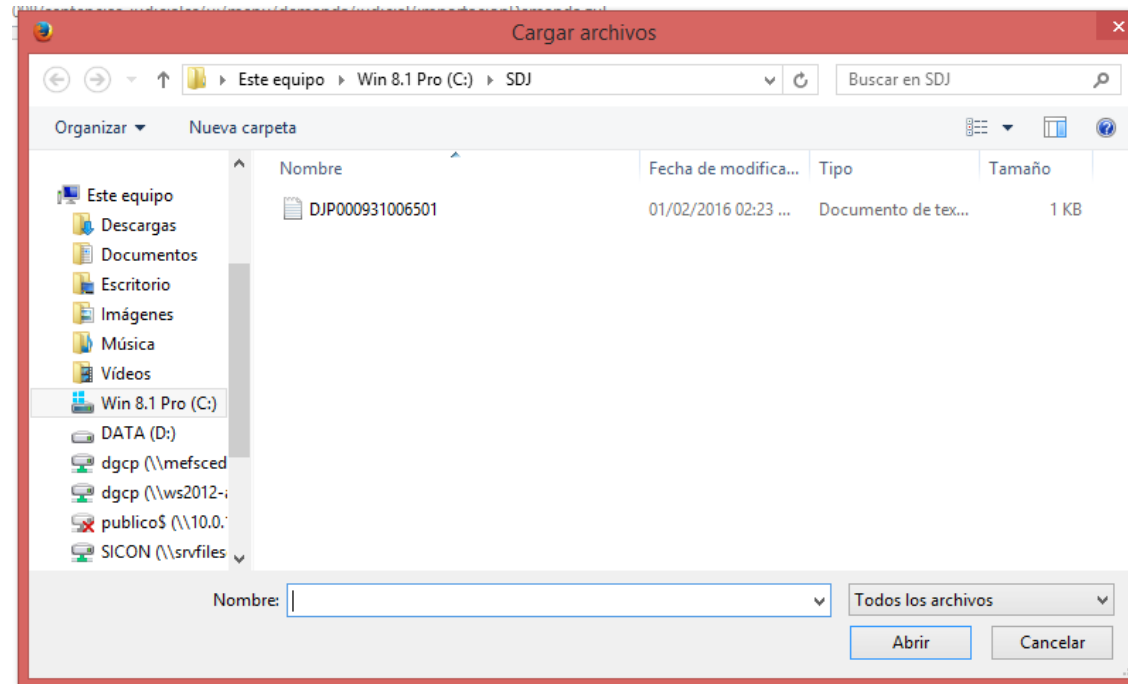 Cargar archivos
Este equipo Win 8.1 Pro (C:) SDJ Buscar en SDJ
Organizar Nueva carpeta
Nombre Fecha de modifica... Tipo Tamaño
DJP000931006501 01/02/2016 02:23 ... Documento de tex... 1 KB
Este equipo
Descargas
Documentos
Escritorio
Imágenes
Música
Vídeos
Win 8.1 Pro (C:)
DATA (D:)
dgcp (\\mefsced
dgcp (\\ws2012-
publico$ (\\10.0.
SICON (\\srvfiles
Nombre: Todos los archivos
Abrir Cancelar